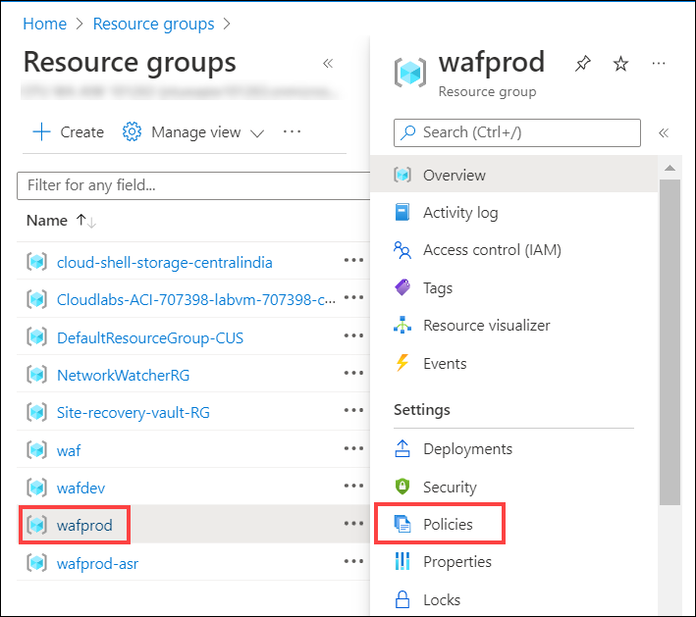 Home > Resource groups >
Resource groups
«
+ Create Manage view ···
Filter for any field...
Name ↑↓
cloud-shell-storage-centralindia ···
Cloudlabs-ACI-707398-labvm-707398-c... ···
DefaultResourceGroup-CUS ···
NetworkWatcherRG ···
Site-recovery-vault-RG ···
waf ···
wafdev ···
wafprod ···
wafprod-asr ···
wafprod ···
Resource group
Search (Ctrl+/) «
Overview
Activity log
Access control (IAM)
Tags
Resource visualizer
Events
Settings
Deployments
Security
Policies
Properties
Locks